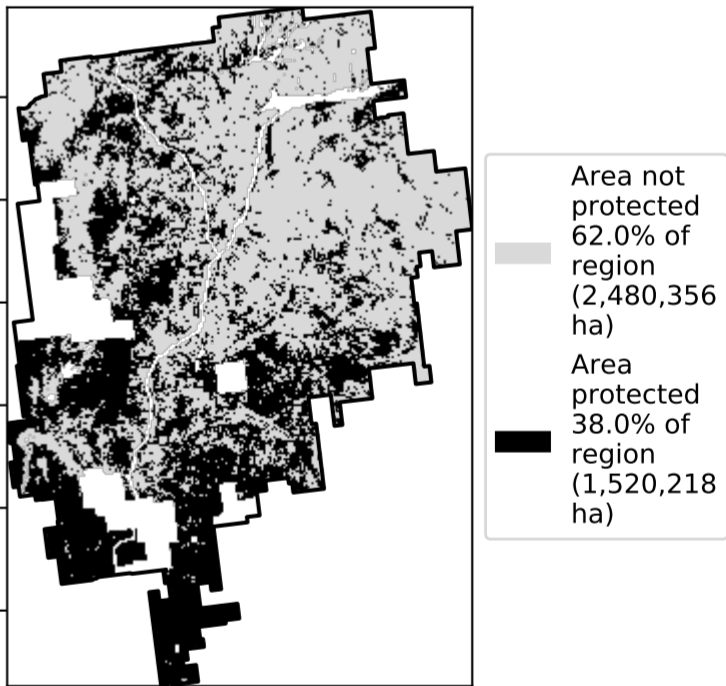 Area not
protected
62.0% of
region
(2,480,356
ha)
Area
protected
38.0% of
region
(1,520,218
ha)